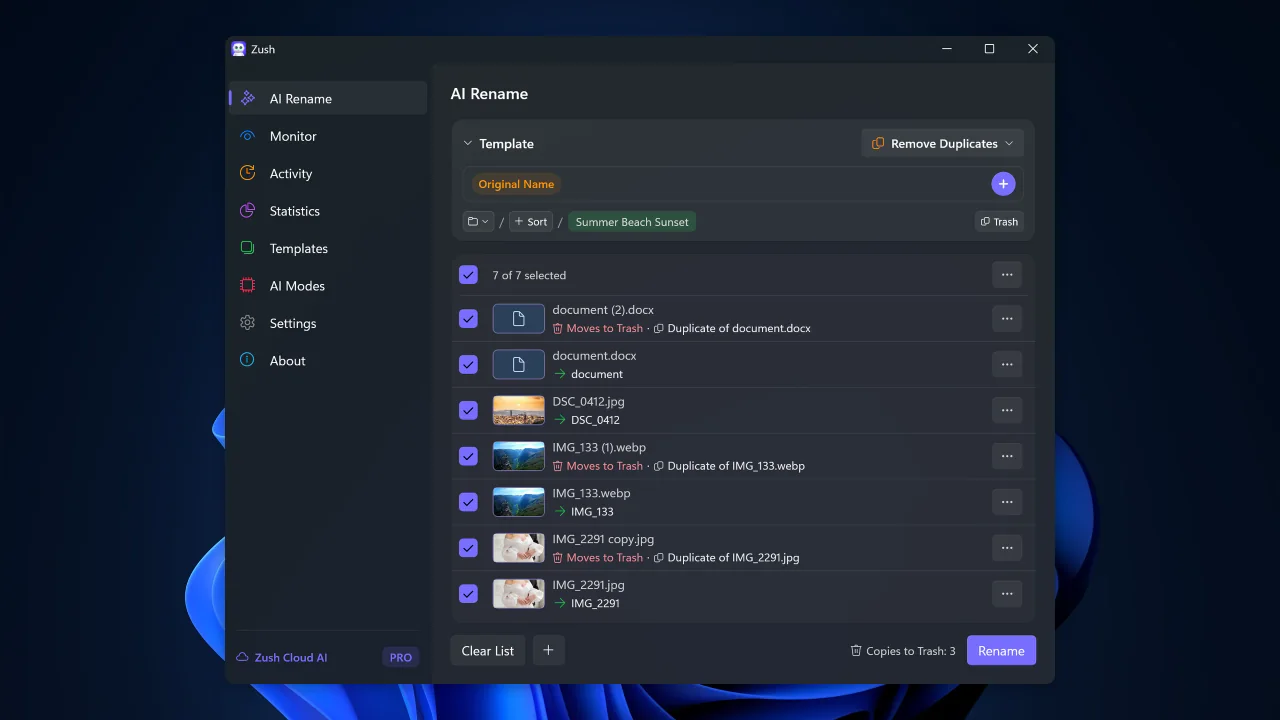 Zush
AI Rename
Monitor
Activity
Statistics
Templates
AI Modes
Settings
About
Zush Cloud AI
PRO
AI Rename
Template
Remove Duplicates
Original Name
/ + Sort / Summer Beach Sunset
Trash
7 of 7 selected
document (2).docx
Moves to Trash · Duplicate of document.docx
document.docx
→ document
DSC_0412.jpg
→ DSC_0412
IMG_133 (1).webp
Moves to Trash · Duplicate of IMG_133.webp
IMG_133.webp
→ IMG_133
IMG_2291 copy.jpg
Moves to Trash · Duplicate of IMG_2291.jpg
IMG_2291.jpg
→ IMG_2291
Clear List
+
Copies to Trash: 3
Rename